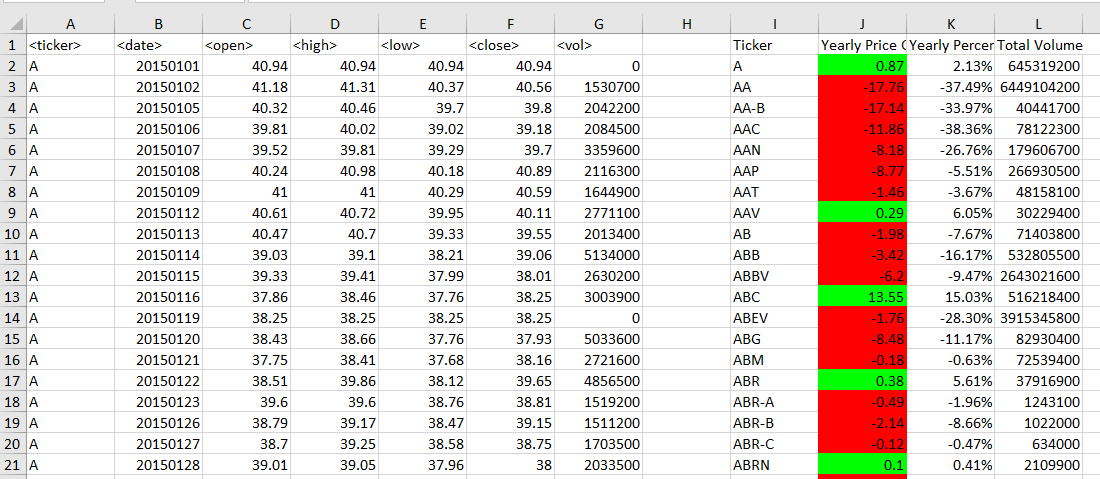 A B C D E F G H I J K L
1 <ticker> <date> <open> <high> <low> <close> <vol> Ticker Yearly Price C Yearly Percer Total Volume
2 A 20150101 40.94 40.94 40.94 40.94 0 A 0.87 2.13% 645319200
3 A 20150102 41.18 41.31 40.37 40.56 1530700 AA -17.76 -37.49% 6449104200
4 A 20150105 40.32 40.46 39.7 39.8 2042200 AA-B -17.14 -33.97% 40441700
5 A 20150106 39.81 40.02 39.02 39.18 2084500 AAC -11.86 -38.36% 78122300
6 A 20150107 39.52 39.81 39.29 39.7 3359600 AAN -8.18 -26.76% 179606700
7 A 20150108 40.24 40.98 40.18 40.89 2116300 AAP -8.77 -5.51% 266930500
8 A 20150109 41 41 40.29 40.59 1644900 AAT -1.46 -3.67% 48158100
9 A 20150112 40.61 40.72 39.95 40.11 2771100 AAV 0.29 6.05% 30229400
10 A 20150113 40.47 40.7 39.33 39.55 2013400 AB -1.98 -7.67% 71403800
11 A 20150114 39.03 39.1 38.21 39.06 5134000 ABB -3.42 -16.17% 532805500
12 A 20150115 39.33 39.41 37.99 38.01 2630200 ABBV -6.2 -9.47% 2643021600
13 A 20150116 37.86 38.46 37.76 38.25 3003900 ABC 13.55 15.03% 516218400
14 A 20150119 38.25 38.25 38.25 38.25 0 ABEV -1.76 -28.30% 3915345800
15 A 20150120 38.43 38.66 37.76 37.93 5033600 ABG -8.48 -11.17% 82930400
16 A 20150121 37.75 38.41 37.68 38.16 2721600 ABM -0.18 -0.63% 72539400
17 A 20150122 38.51 39.86 38.12 39.65 4856500 ABR 0.38 5.61% 37916900
18 A 20150123 39.6 39.6 38.76 38.81 1519200 ABR-A -0.49 -1.96% 1243100
19 A 20150126 38.79 39.17 38.47 39.15 1511200 ABR-B -2.14 -8.66% 1022000
20 A 20150127 38.7 39.25 38.58 38.75 1703500 ABR-C -0.12 -0.47% 634000
21 A 20150128 39.01 39.05 37.96 38 2033500 ABRN 0.1 0.41% 2109900